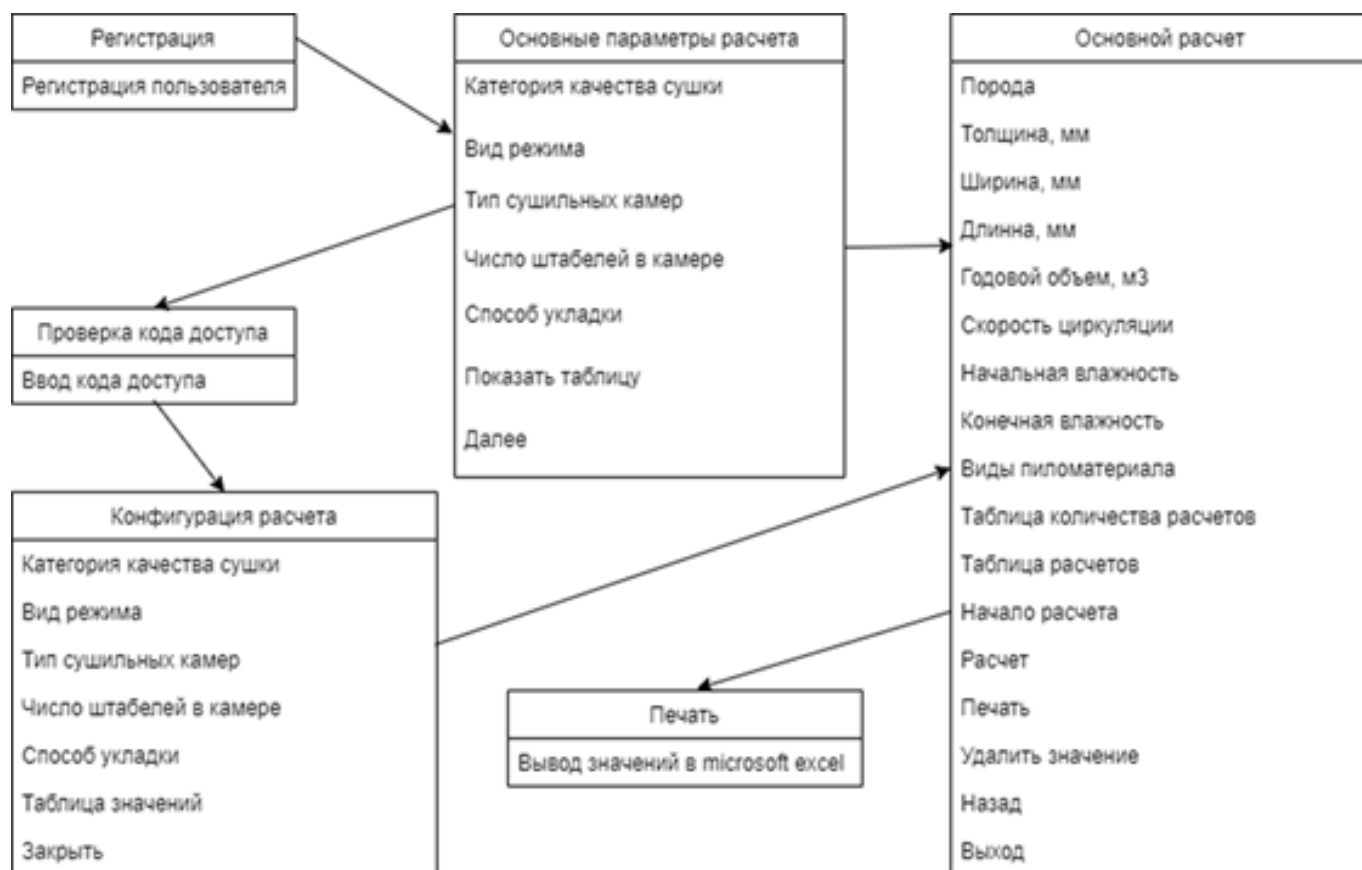 Регистрация
Регистрация пользователя
Основные параметры расчета
Категория качества сушки
Вид режима
Тип сушильных камер
Число штабелей в камере
Способ укладки
Показать таблицу
Далее
Основной расчет
Порода
Толщина, мм
Ширина, мм
Длинна, мм
Годовой объем, м3
Скорость циркуляции
Начальная влажность
Конечная влажность
Виды пиломатериала
Таблица количества расчетов
Таблица расчетов
Начало расчета
Расчет
Печать
Удалить значение
Назад
Выход
Проверка кода доступа
Ввод кода доступа
Конфигурация расчета
Категория качества сушки
Вид режима
Тип сушильных камер
Число штабелей в камере
Способ укладки
Таблица значений
Закрыть
Печать
Вывод значений в microsoft excel